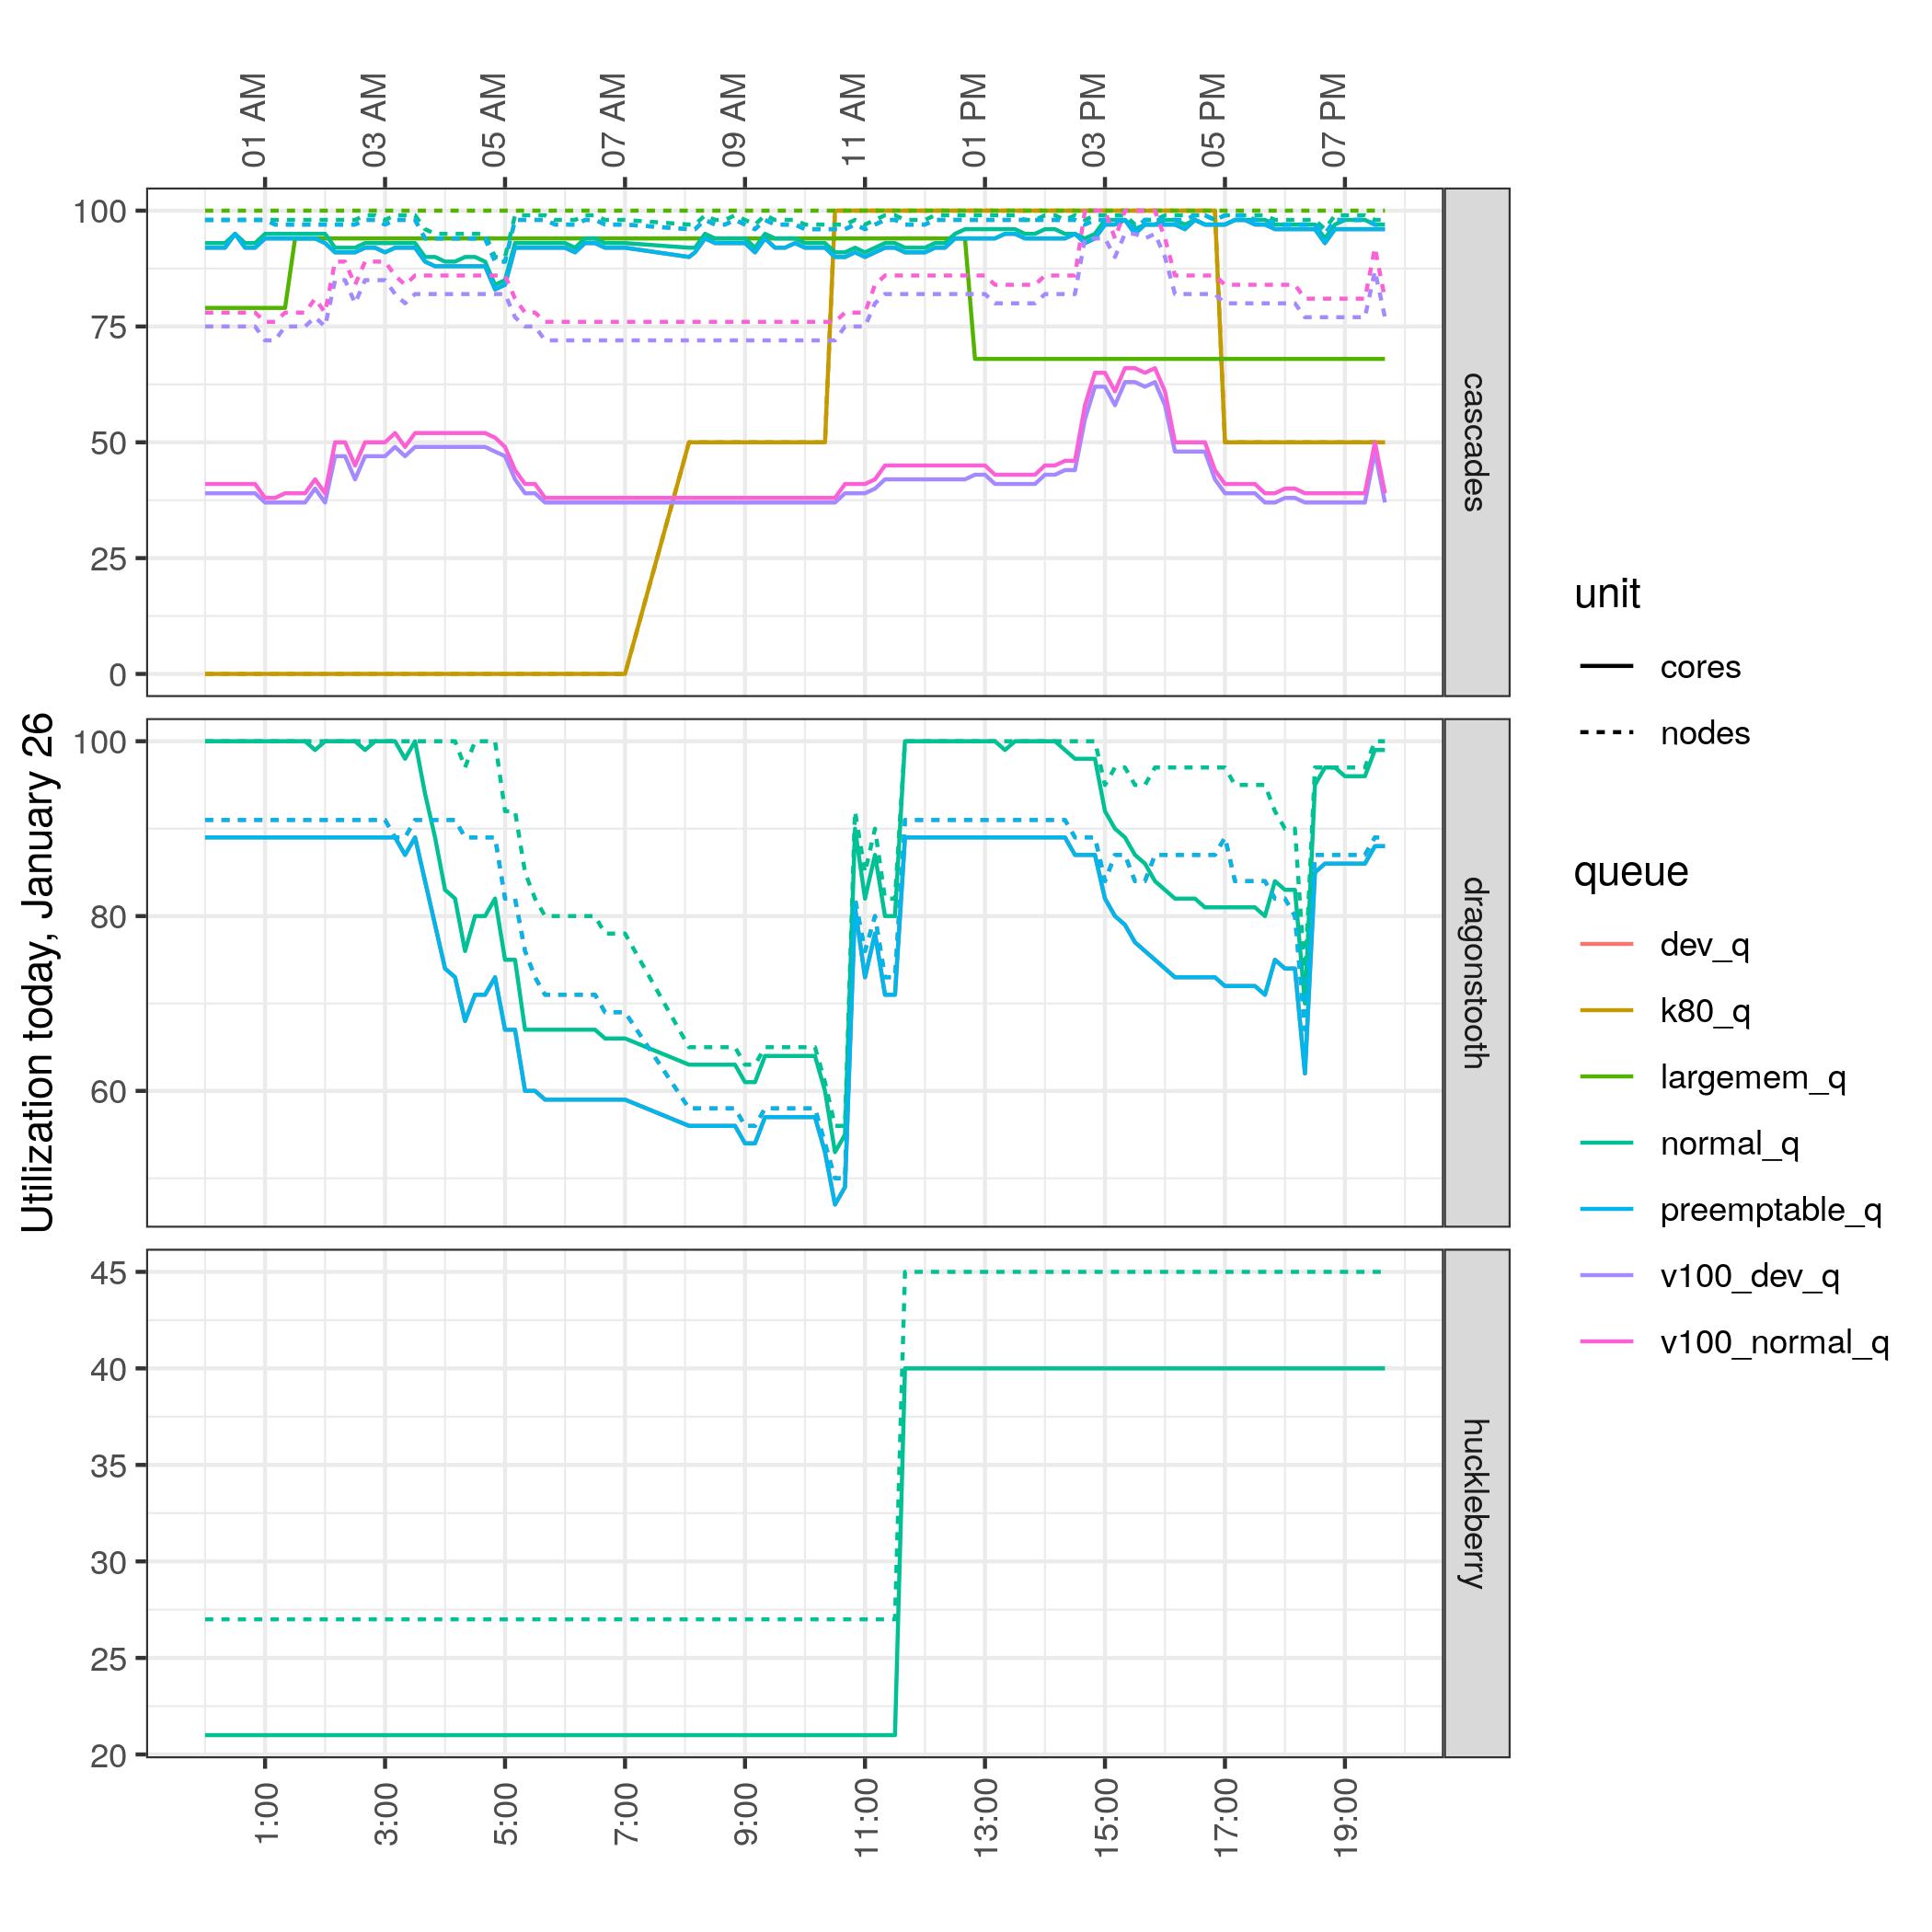 01 AM
03 AM
05 AM
07 AM
09 AM
11 AM
01 PM
03 PM
05 PM
07 PM
Utilization today, January 26
100
75
50
25
0
cascades
100
80
60
dragonstooth
45
40
35
30
25
20
huckleberry
1:00
3:00
5:00
7:00
9:00
11:00
13:00
15:00
17:00
19:00
unit
cores
nodes
queue
dev_q
k80_q
largemem_q
normal_q
preemptable_q
v100_dev_q
v100_normal_q